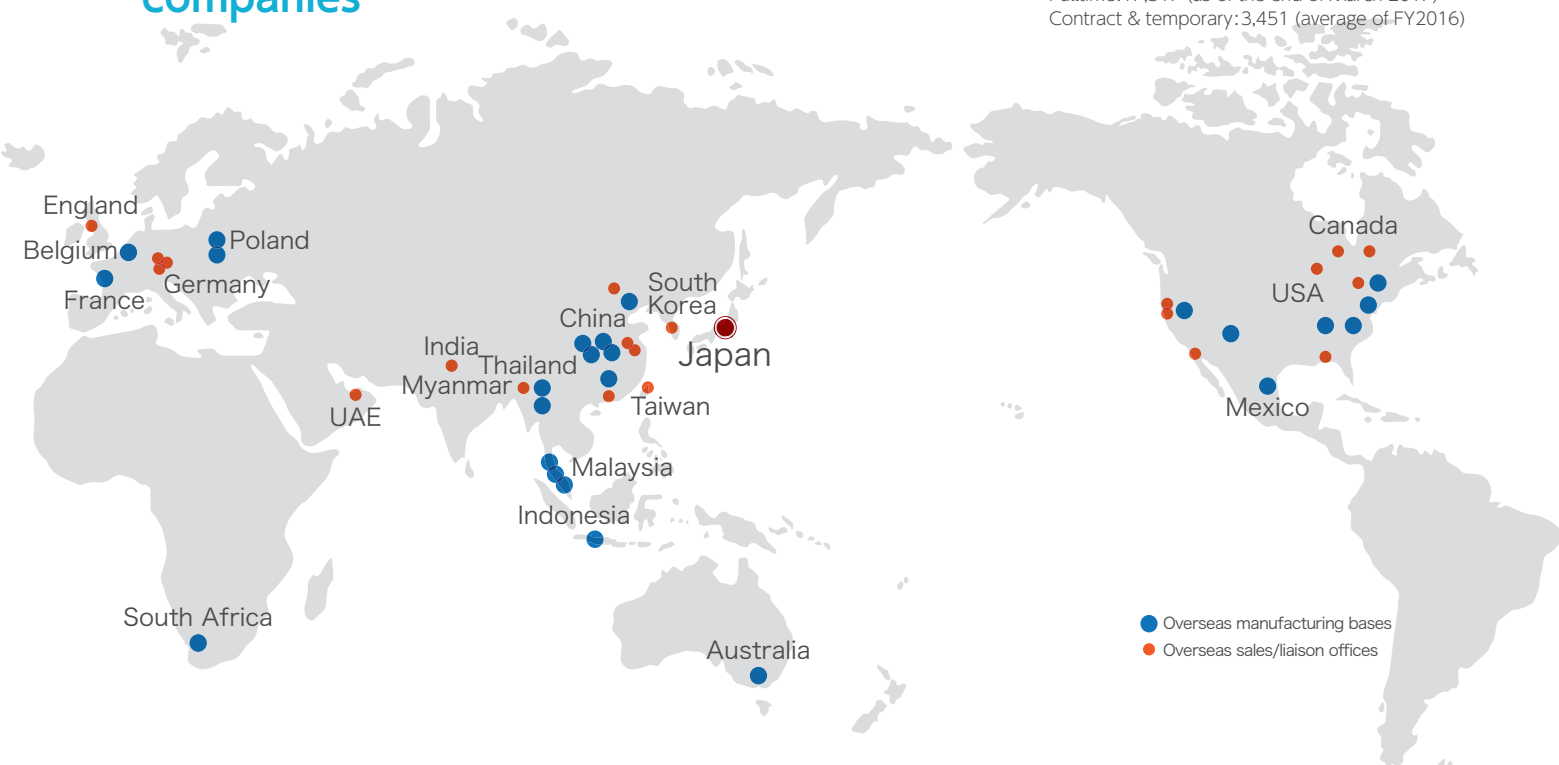 companies
Contract & temporary:3,451 (average of FY2016)
England
Belgium
Poland
Germany
France
South
Korea
China
Japan
India
Thailand
Myanmar
Taiwan
UAE
Malaysia
Indonesia
South Africa
Australia
Canada
USA
Mexico
Overseas manufacturing bases
Overseas sales/liaison offices